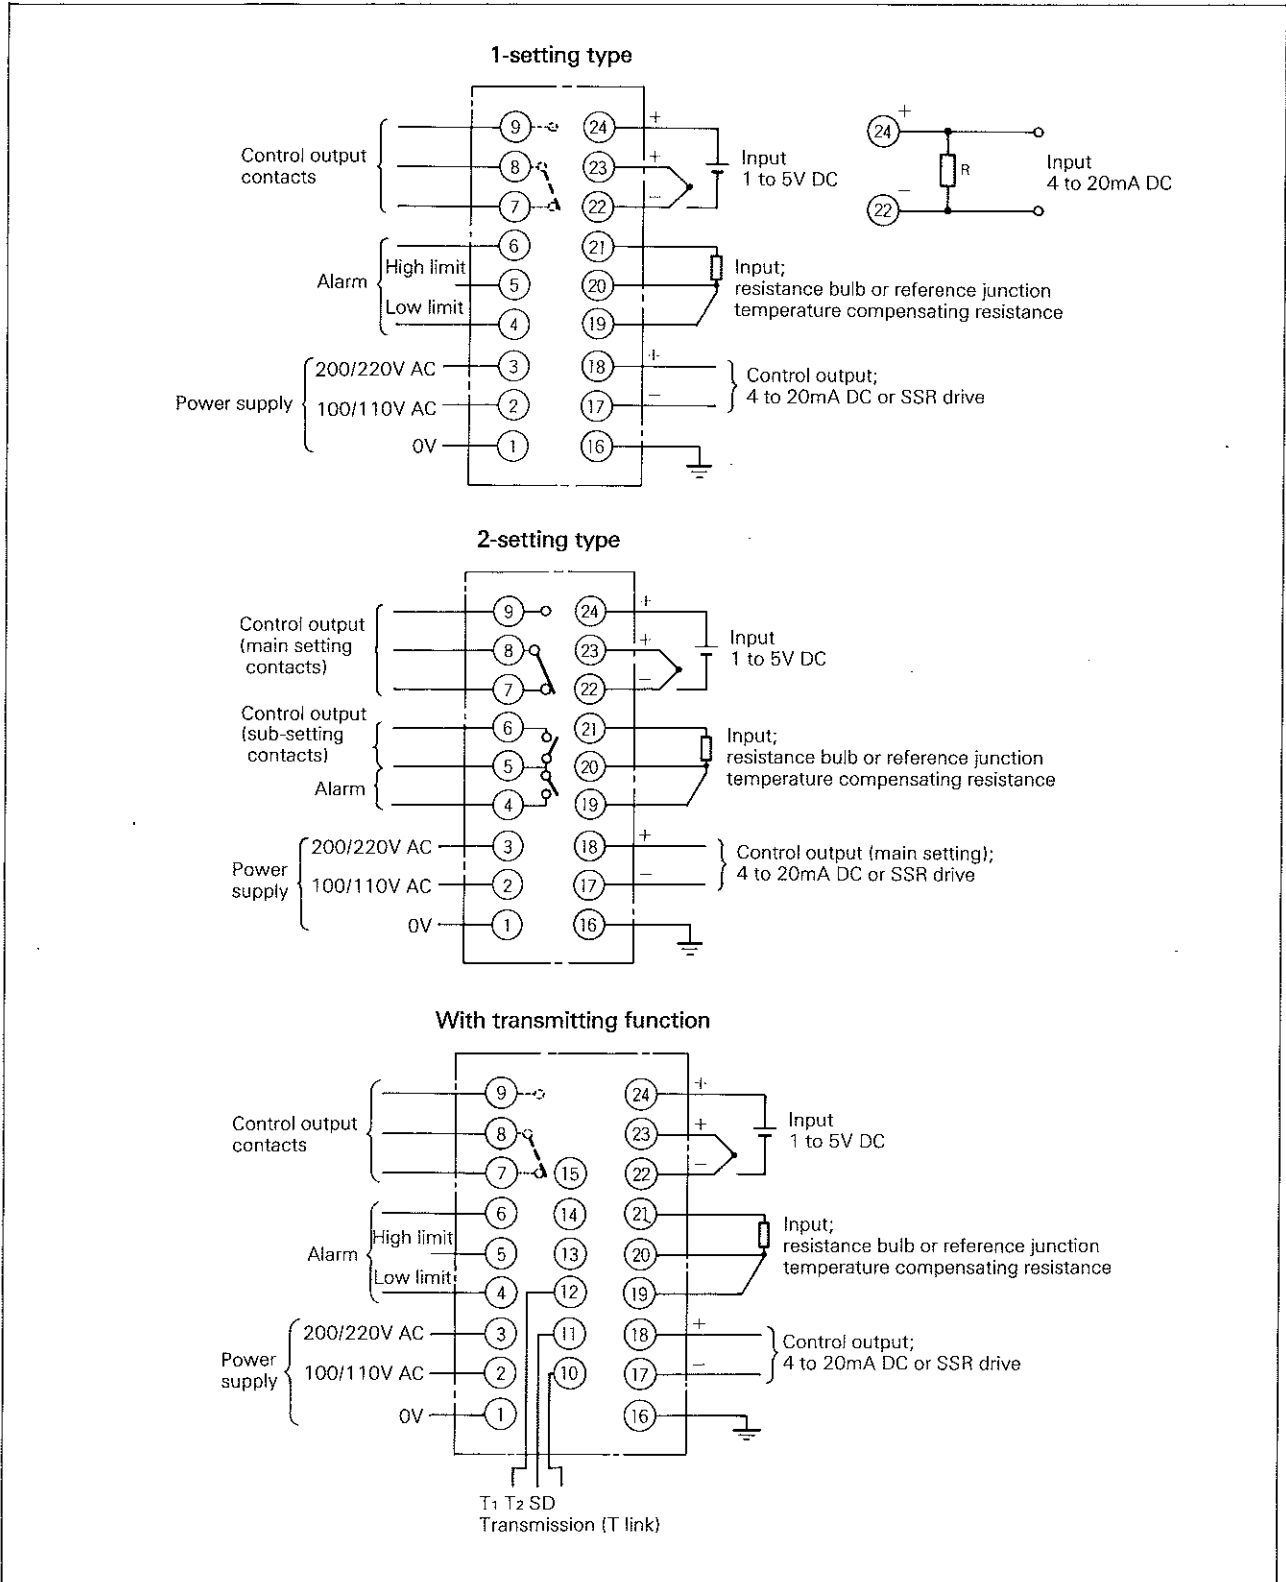 1-setting type
Control output
contacts
9
8
7
24
23
22
+
+
−
Input
1 to 5V DC
24
+
22
−
R
Input
4 to 20mA DC
Alarm
High limit
Low limit
6
5
4
21
20
19
Input;
resistance bulb or reference junction
temperature compensating resistance
Power supply
200/220V AC
100/110V AC
0V
3
2
1
18
17
16
+
−
Control output;
4 to 20mA DC or SSR drive
2-setting type
Control output
(main setting
contacts)
9
8
7
24
23
22
+
+
−
Input
1 to 5V DC
Control output
(sub-setting
contacts)
Alarm
6
5
4
21
20
19
Input;
resistance bulb or reference junction
temperature compensating resistance
Power
supply
200/220V AC
100/110V AC
0V
3
2
1
18
17
16
+
−
Control output (main setting);
4 to 20mA DC or SSR drive
With transmitting function
Control output
contacts
9
8
7
15
24
23
22
+
+
−
Input
1 to 5V DC
Alarm
High limit
Low limit
6
5
4
14
13
12
21
20
19
Input;
resistance bulb or reference junction
temperature compensating resistance
Power
supply
200/220V AC
100/110V AC
0V
3
2
1
11
10
18
17
16
+
−
Control output;
4 to 20mA DC or SSR drive
T1 T2 SD
Transmission (T link)